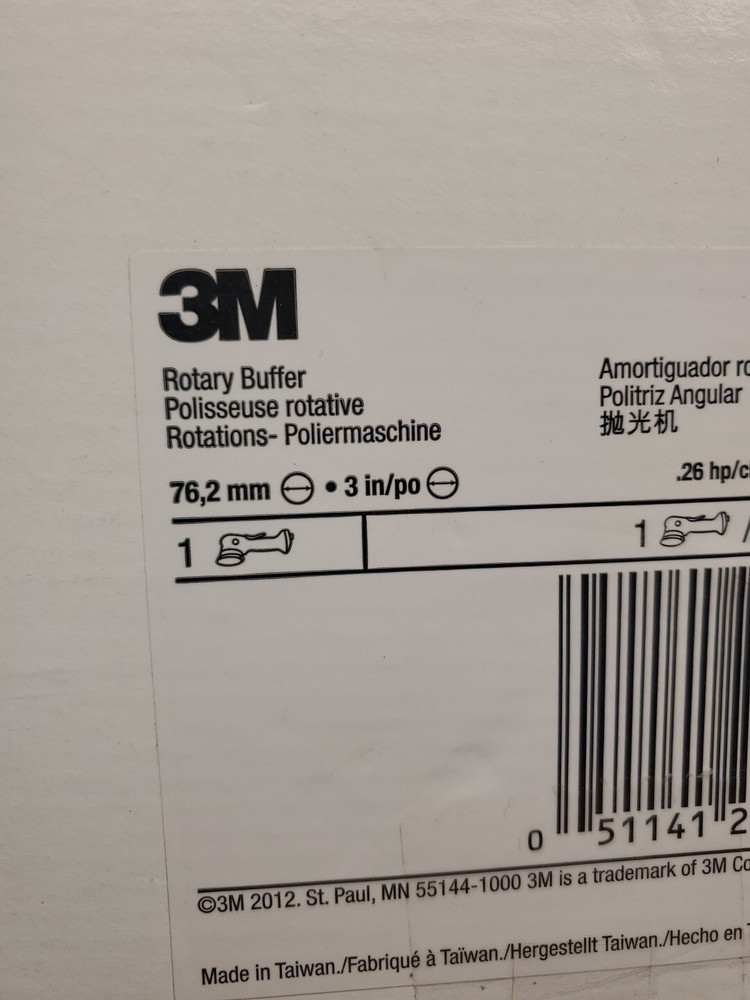 3M
Rotary Buffer
Polisseuse rotative
Rotations- Poliermaschine
Amortiguador
Politriz Angular
抛光机
76,2 mm • 3 in/po
.26 hp/
1
1 /
0 51141 2
©3M 2012. St. Paul, MN 55144-1000 3M is a trademark of 3M
Made in Taiwan./Fabriqué à Taïwan./Hergestellt Taiwan./Hecho en